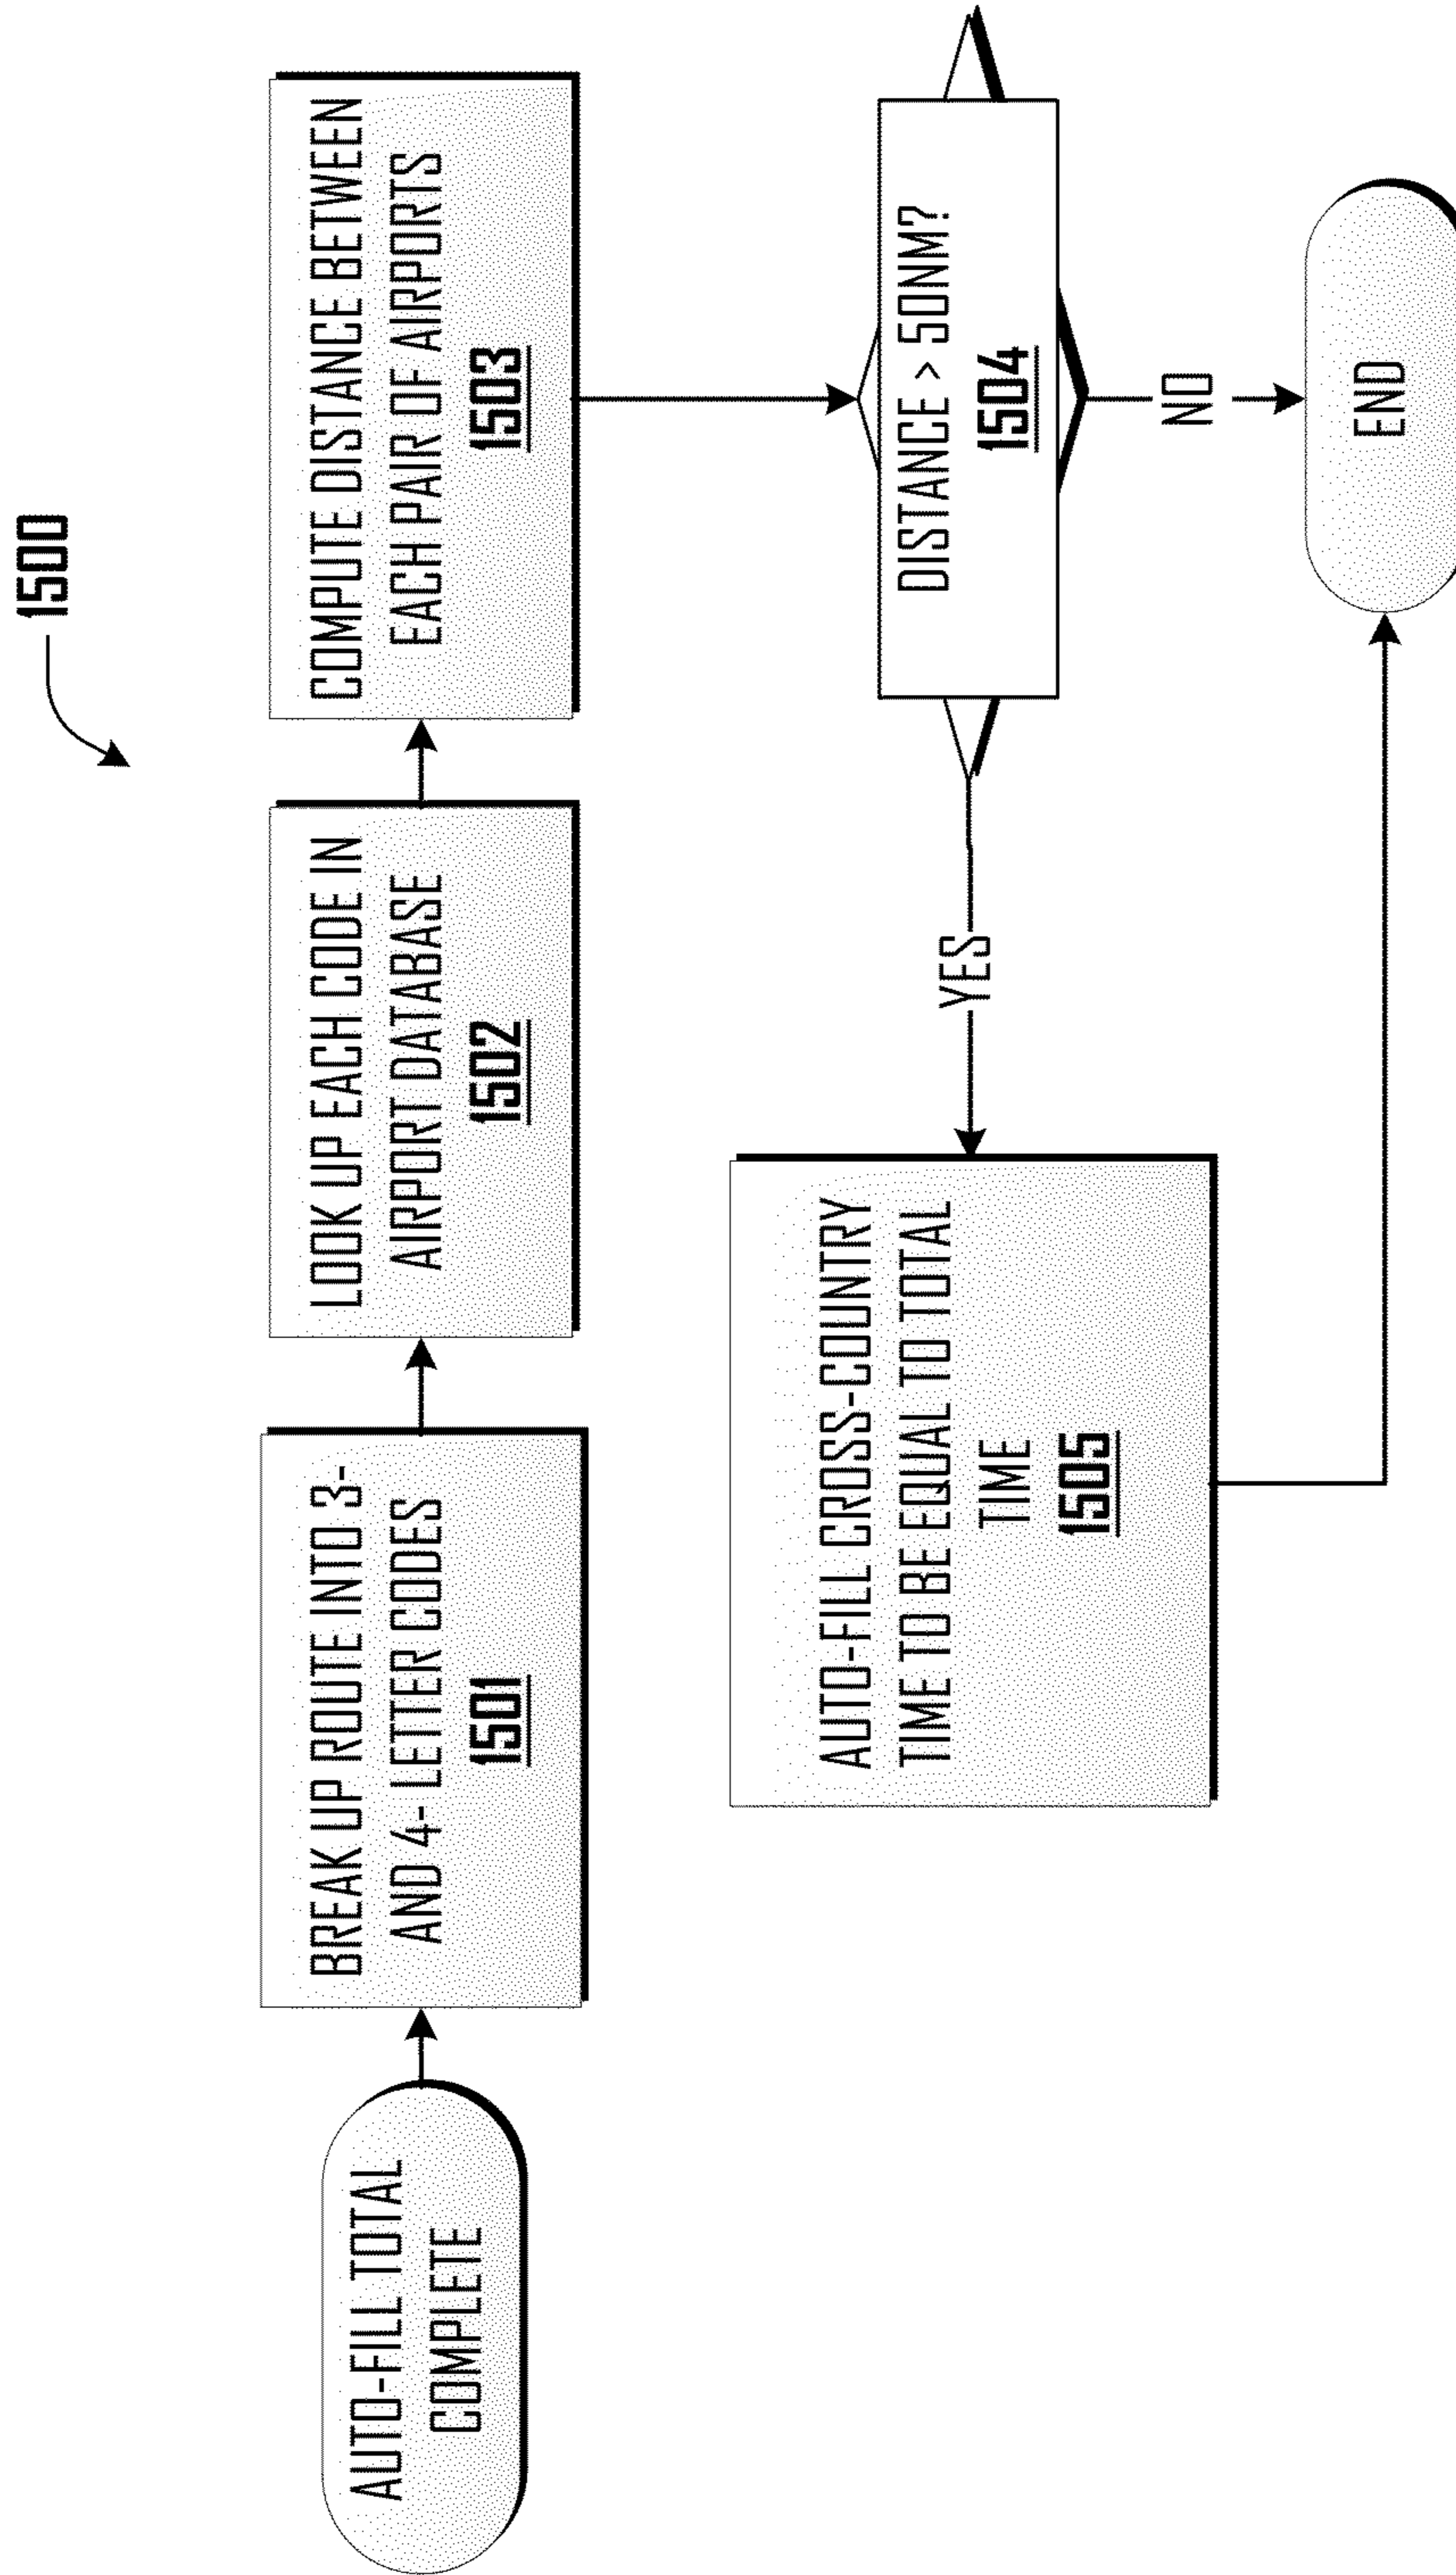 1500
AUTO-FILL TOTAL
COMPLETE
BREAK UP ROUTE INTO 3-
AND 4- LETTER CODES
1501
LOOK UP EACH CODE IN
AIRPORT DATABASE
1502
COMPUTE DISTANCE BETWEEN
EACH PAIR OF AIRPORTS
1503
DISTANCE > 50NM?
1504
YES
NO
AUTO-FILL CROSS-COUNTRY
TIME TO BE EQUAL TO TOTAL
TIME
1505
END